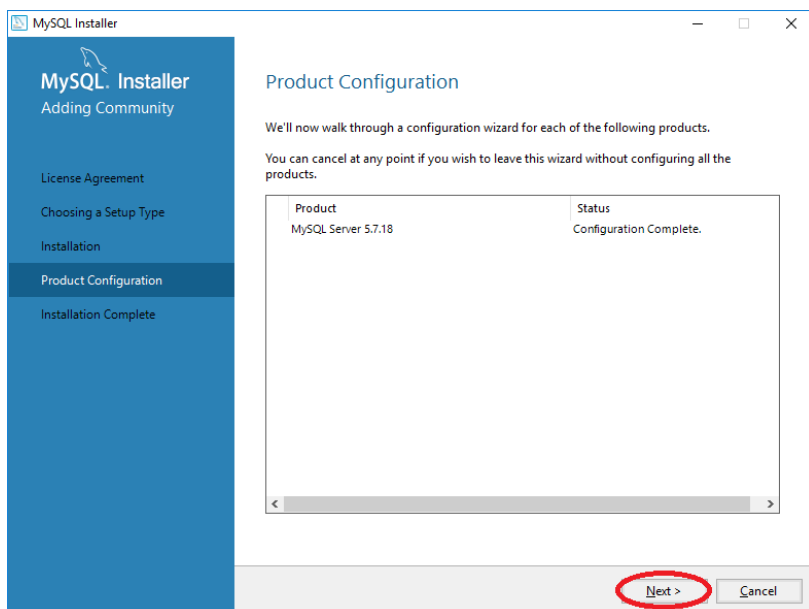 MySQL Installer
MySQL. Installer
Adding Community
License Agreement
Choosing a Setup Type
Installation
Product Configuration
Installation Complete
Product Configuration
We'll now walk through a configuration wizard for each of the following products.
You can cancel at any point if you wish to leave this wizard without configuring all the
products.
Product Status
MySQL Server 5.7.18 Configuration Complete.
Next > Cancel